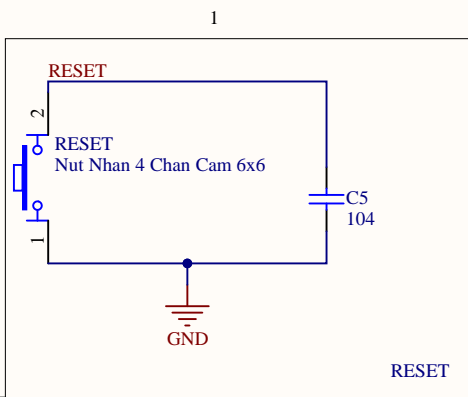 1
RESET
2
RESET
Nut Nhan 4 Chan Cam 6x6
C5
104
1
GND
RESET